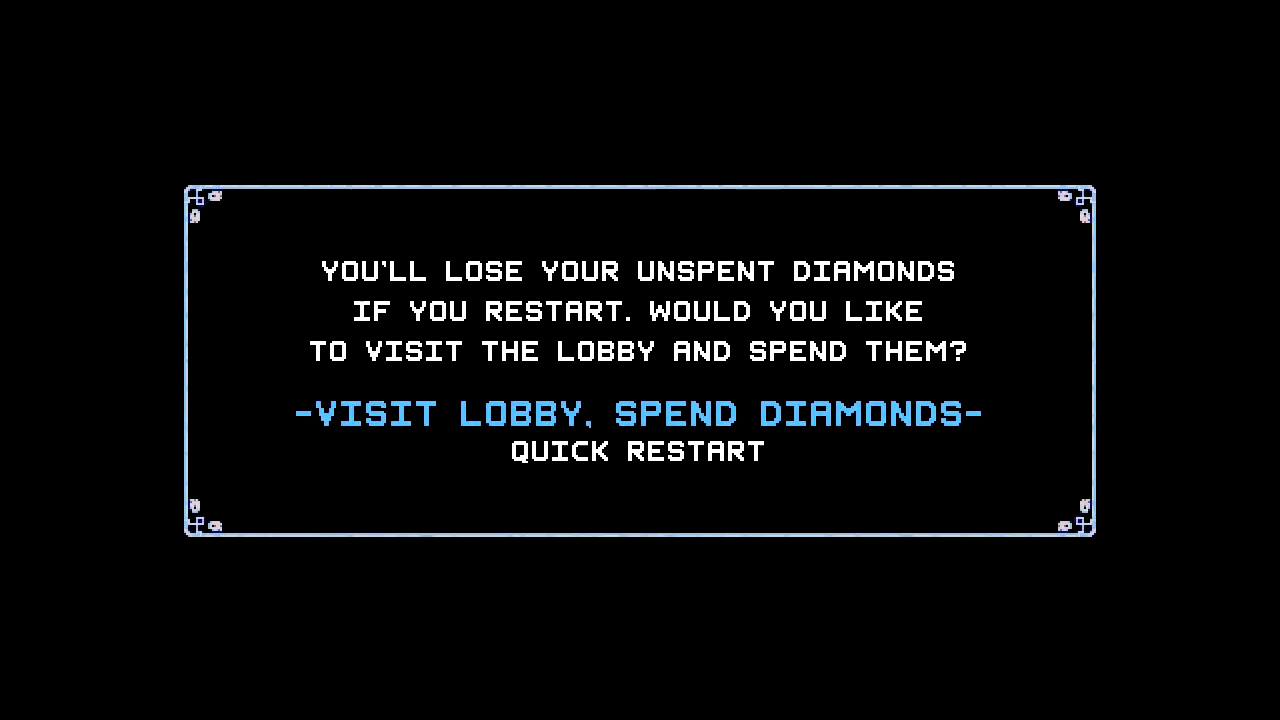 YOU'LL LOSE YOUR UNSPENT DIAMONDS
IF YOU RESTART. WOULD YOU LIKE
TO VISIT THE LOBBY AND SPEND THEM?
-VISIT LOBBY, SPEND DIAMONDS-
QUICK RESTART